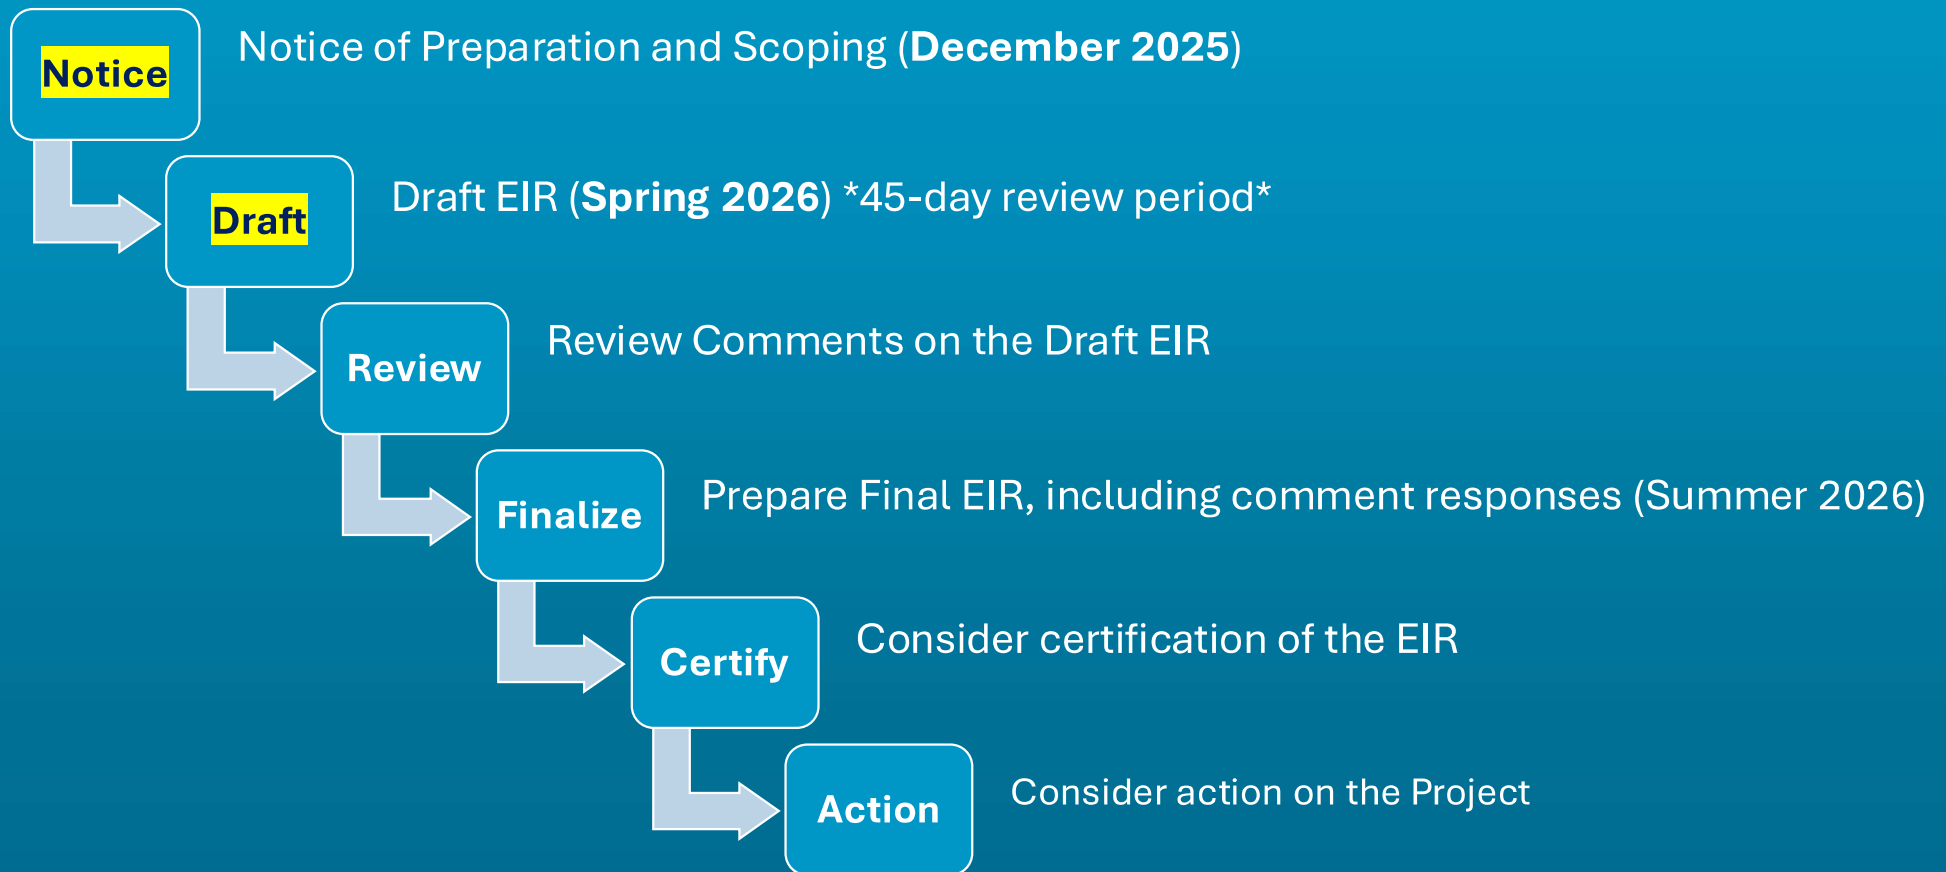 Notice
Notice of Preparation and Scoping (December 2025)
Draft
Draft EIR (Spring 2026) *45-day review period*
Review
Review Comments on the Draft EIR
Finalize
Prepare Final EIR, including comment responses (Summer 2026)
Certify
Consider certification of the EIR
Action
Consider action on the Project